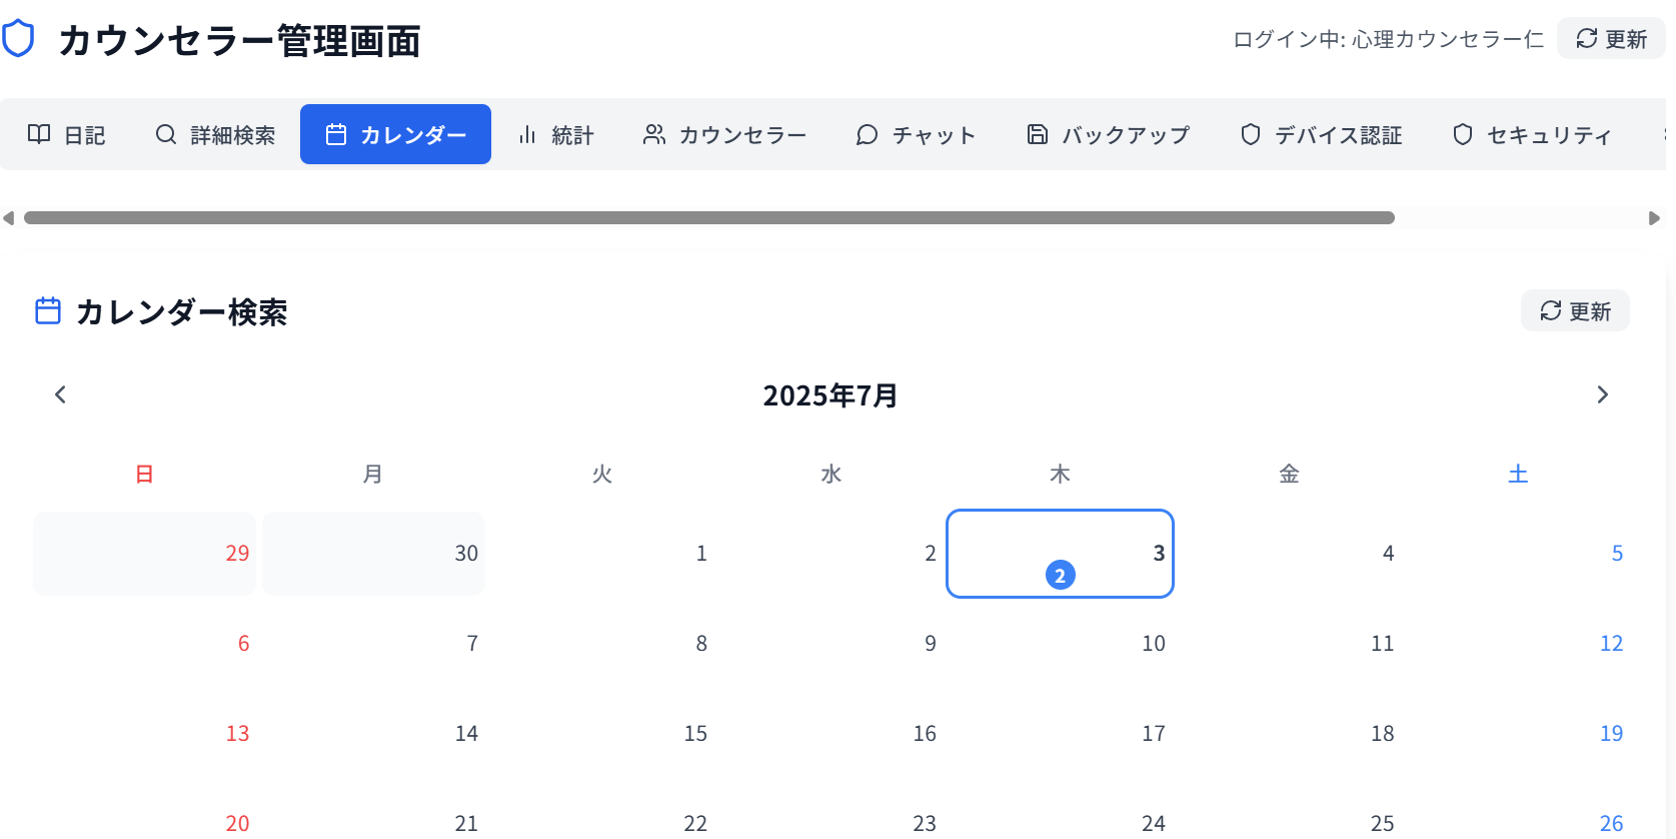 カウンセラー管理画面
ログイン中: 心理カウンセラー仁 更新
日記 詳細検索 カレンダー 統計 カウンセラー チャット バックアップ デバイス認証 セキュリティ
カレンダー検索 更新
2025年7月
日 月 火 水 木 金 土
29 30 1 2 3 4 5
2
6 7 8 9 10 11 12
13 14 15 16 17 18 19
20 21 22 23 24 25 26